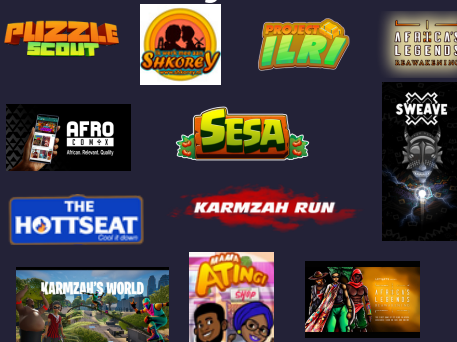 PUZZLE
SCOUT
SHKOREY
PROJECT
ILRI
AFRICA'S
LEGENDS
REAWAKENING
AFRO
COMIX
African. Relevant. Quality
SESA
SWEAVE
THE
HOTTSEAT
Cool it down
KARMZAH RUN
KARMZAH'S WORLD
MAMA
ATINGI
SHOP
AFRICA'S
LEGENDS